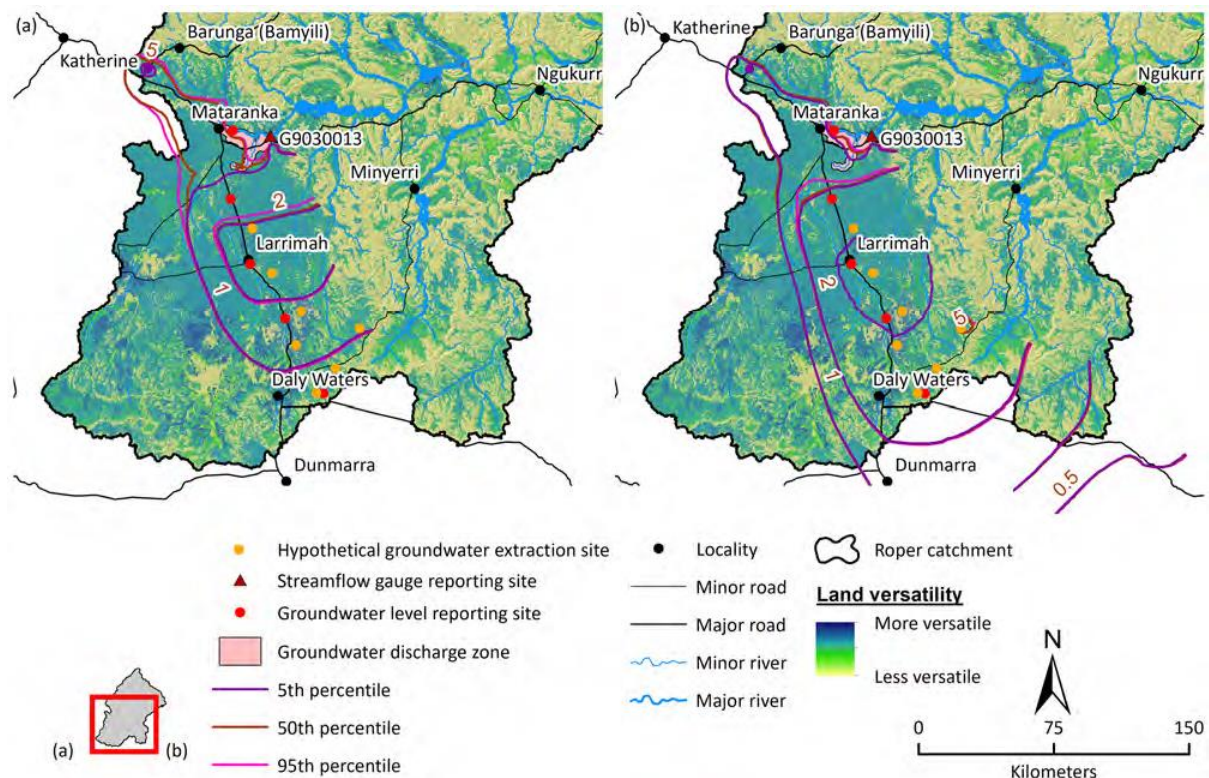 (a)
Barunga (Bamyili)
5
Katherine
Ngukurr
Mataranka
G9030013
Minyerri
2
Larrimah
1
Daly Waters
Dunmarra
(b)
Katherine
Barunga (Bamyili)
Ngukurr
Mataranka
G9030013
Minyerri
Larrimah
2
5
1
Daly Waters
Dunmarra
0.5
Hypothetical groundwater extraction site
Streamflow gauge reporting site
Groundwater level reporting site
Groundwater discharge zone
5th percentile
50th percentile
95th percentile
Locality
Minor road
Major road
Minor river
Major river
Roper catchment
Land versatility
More versatile
Less versatile
N
0 75 150
Kilometers
(a) (b)